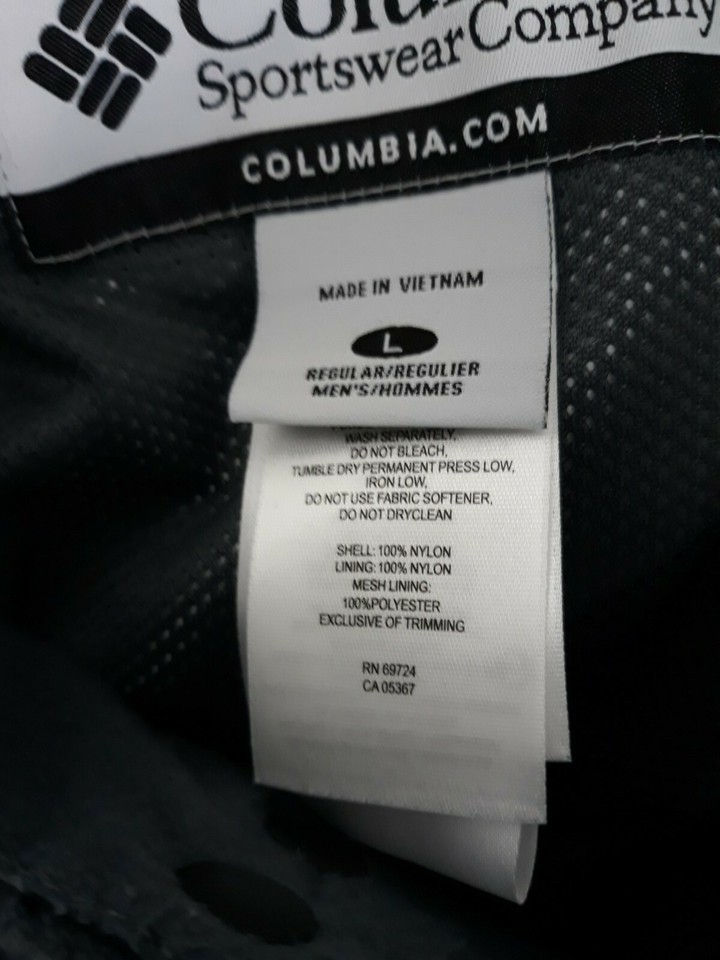 Sportswear Company
COLUMBIA.COM
MADE IN VIETNAM
L
REGULAR/REGULIER
MEN'S/HOMMES
WASH SEPARATELY,
DO NOT BLEACH,
TUMBLE DRY PERMANENT PRESS LOW,
IRON LOW,
DO NOT USE FABRIC SOFTENER,
DO NOT DRYCLEAN
SHELL: 100% NYLON
LINING: 100% NYLON
MESH LINING:
100%POLYESTER
EXCLUSIVE OF TRIMMING
RN 69724
CA 05367